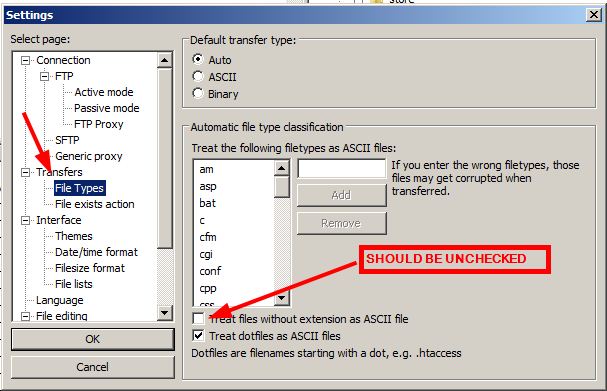 store
Settings
Select page:
Connection
FTP
Active mode
Passive mode
FTP Proxy
SFTP
Generic proxy
Transfers
File Types
File exists action
Interface
Themes
Date/time format
Filesize format
File lists
Language
File editing
OK
Cancel
Default transfer type:
Auto
ASCII
Binary
Automatic file type classification
Treat the following filetypes as ASCII files:
am
asp
bat
c
cfm
cgi
conf
cpp
css
Add
Remove
If you enter the wrong filetypes, those
files may get corrupted when
transferred.
SHOULD BE UNCHECKED
Treat files without extension as ASCII file
Treat dotfiles as ASCII files
Dotfiles are filenames starting with a dot, e.g. .htaccess